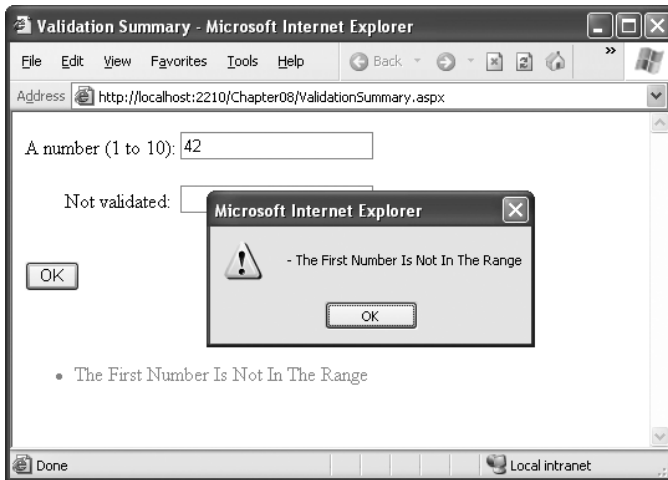 Validation Summary - Microsoft Internet Explorer
File Edit View Favorites Tools Help Back »
Address http://localhost:2210/Chapter08/ValidationSummary.aspx
A number (1 to 10): 42
Not validated:
Microsoft Internet Explorer
- The First Number Is Not In The Range
OK
OK
• The First Number Is Not In The Range
Done Local intranet